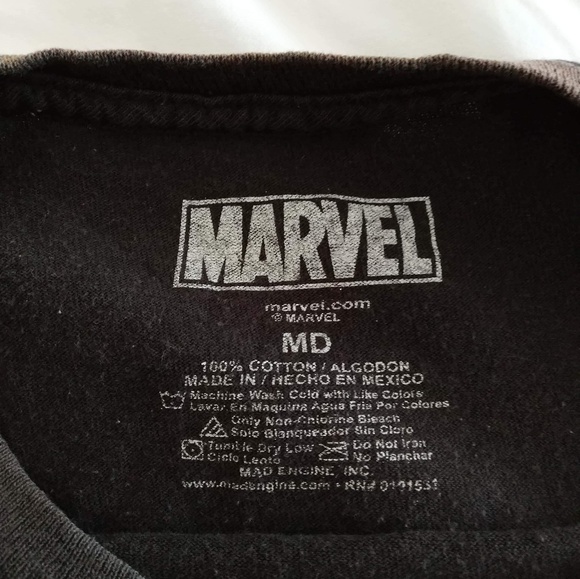 MARVEL
marvel.com
© MARVEL
MD
100% COTTON / ALGODON
MADE IN / HECHO EN MEXICO
Machine Wash Cold with Like Colors
Lavar En Maquina Agua Fria Por Colores
Only Non-Chlorine Bleach
Solo Blanqueador Sin Cloro
Tumble Dry Low Do Not Iron
Ciclo Lento No Planchar
MAD ENGINE, INC.
www.madengine.com • RN# 0101531